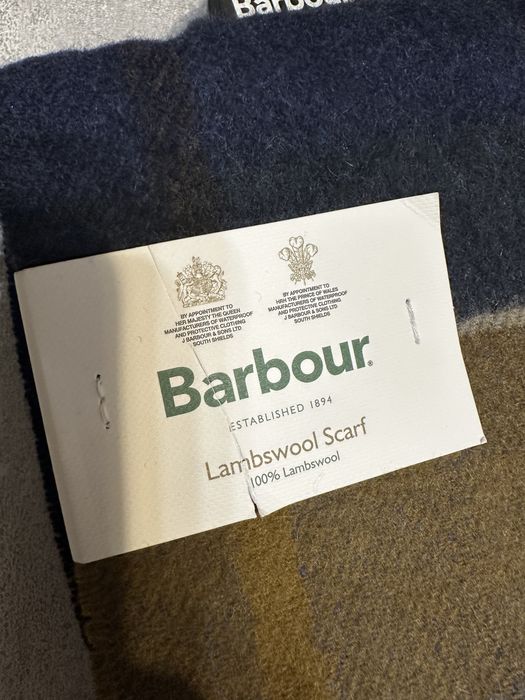 Barbour
BY APPOINTMENT TO
HER MAJESTY THE QUEEN
MANUFACTURERS OF WATERPROOF
AND PROTECTIVE CLOTHING
J BARBOUR & SONS LTD
SOUTH SHIELDS
BY APPOINTMENT TO
HRH THE PRINCE OF WALES
MANUFACTURERS OF WATERPROOF
AND PROTECTIVE CLOTHING
J BARBOUR & SONS LTD
SOUTH SHIELDS
Barbour®
ESTABLISHED 1894
Lambswool Scarf
100% Lambswool